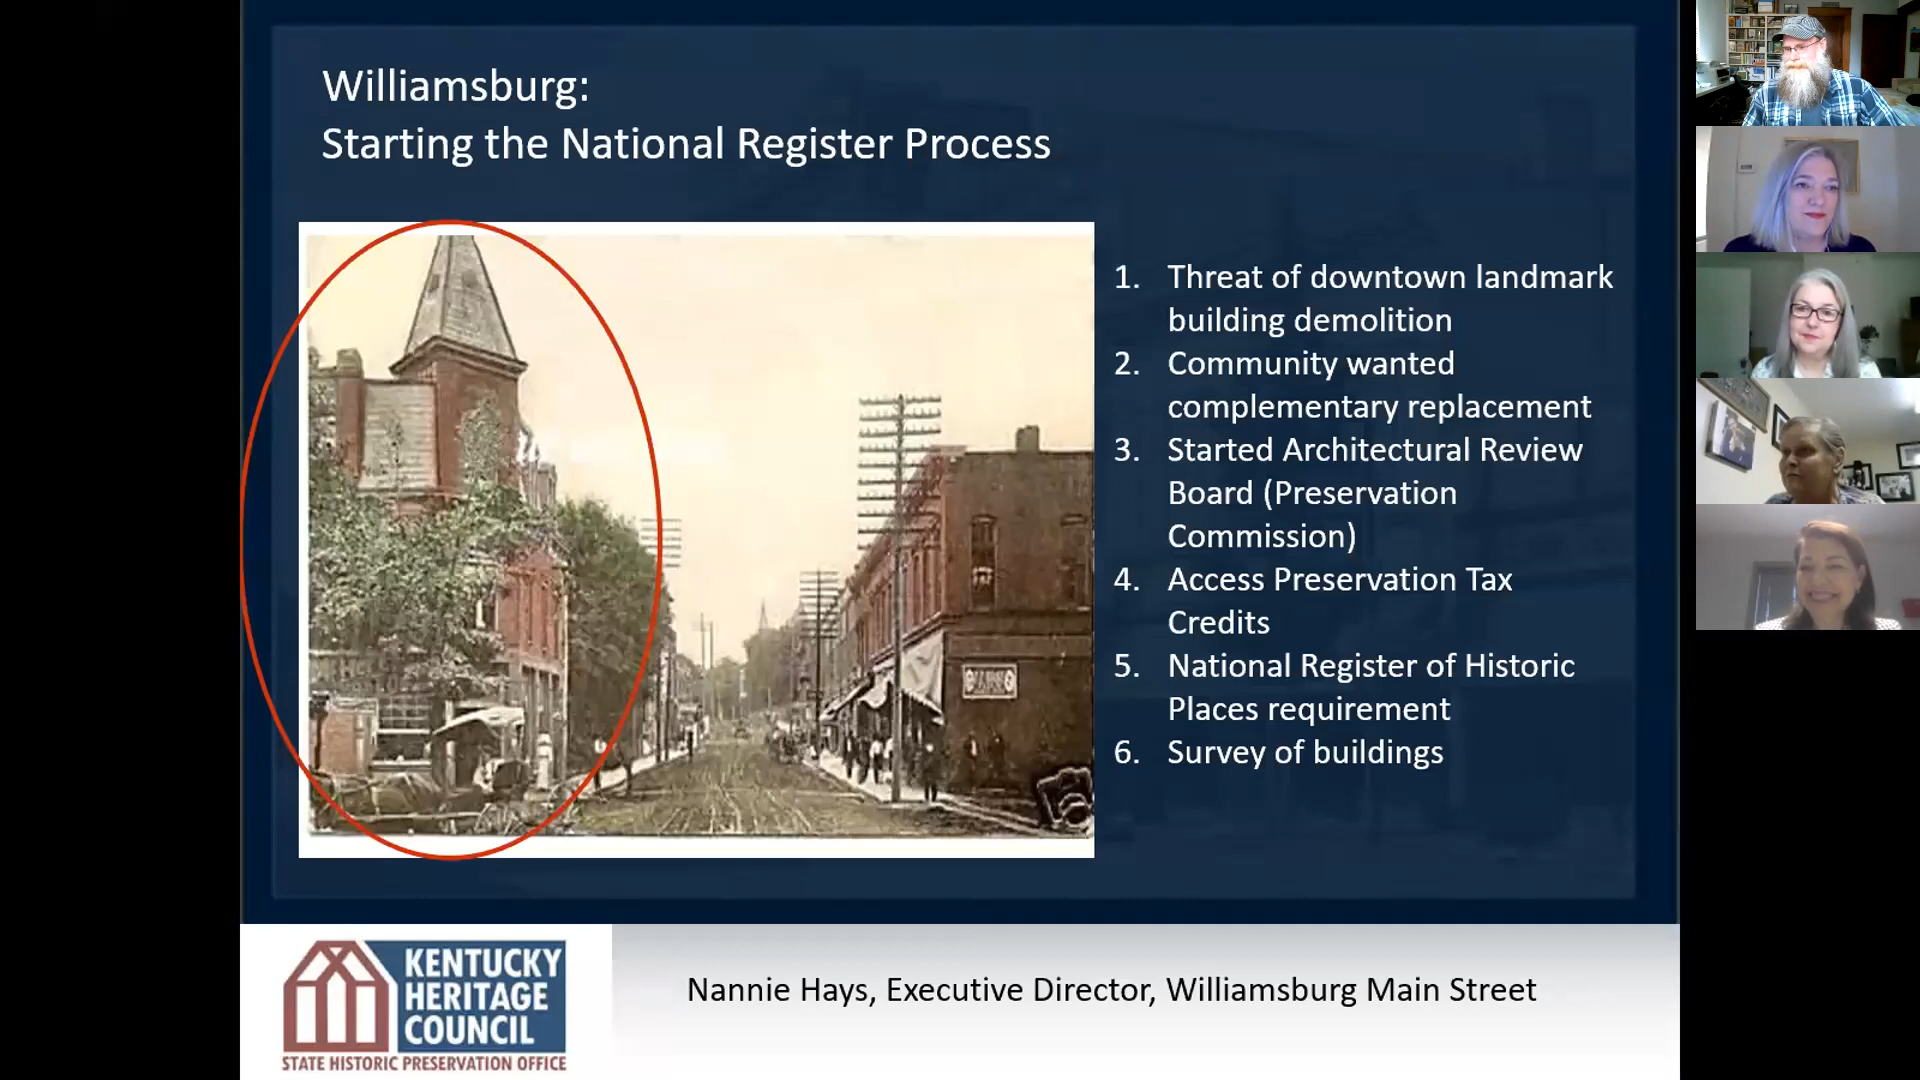 Williamsburg:
Starting the National Register Process
1. Threat of downtown landmark
building demolition
2. Community wanted
complementary replacement
3. Started Architectural Review
Board (Preservation
Commission)
4. Access Preservation Tax
Credits
5. National Register of Historic
Places requirement
6. Survey of buildings
KENTUCKY
HERITAGE
COUNCIL
STATE HISTORIC PRESERVATION OFFICE
Nannie Hays, Executive Director, Williamsburg Main Street